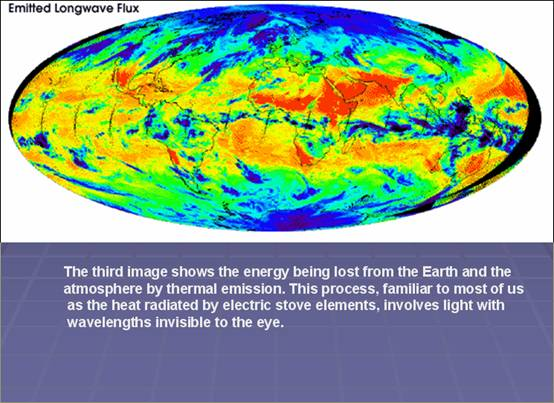 Emitted Longwave Flux
The third image shows the energy being lost from the Earth and the
atmosphere by thermal emission. This process, familiar to most of us
as the heat radiated by electric stove elements, involves light with
wavelengths invisible to the eye.